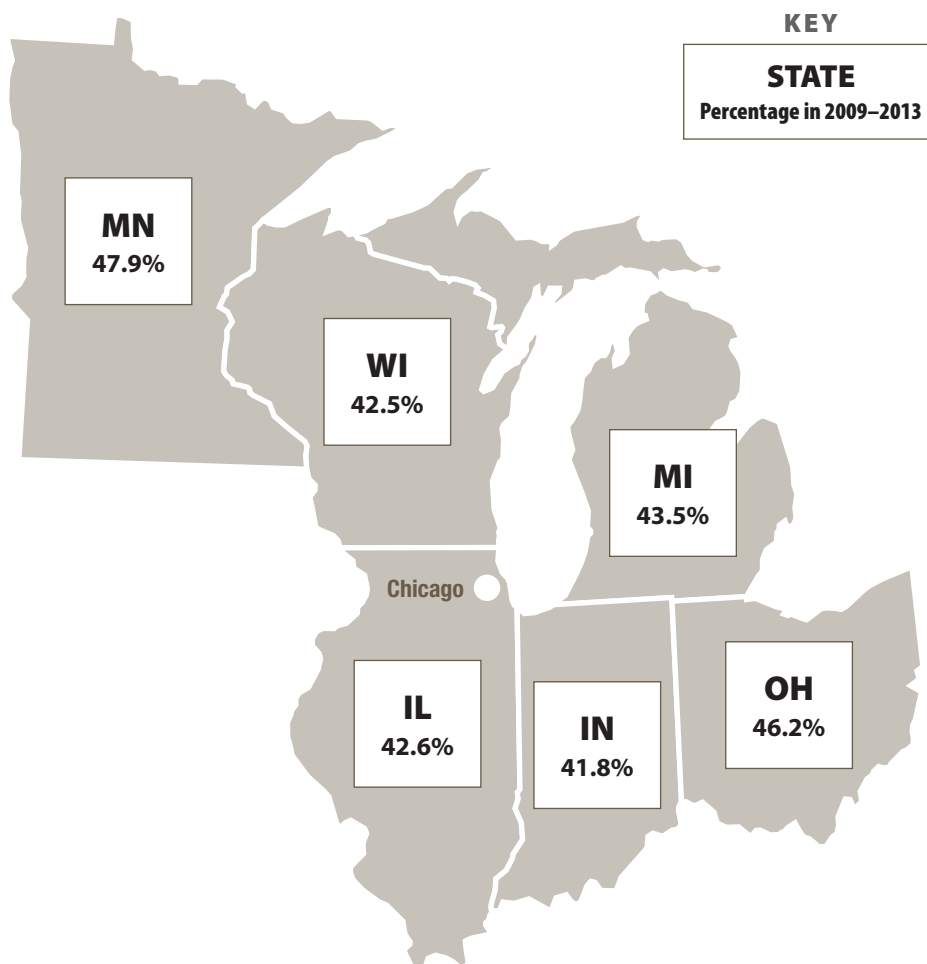 KEY
STATE
Percentage in 2009–2013
MN
47.9%
WI
42.5%
MI
43.5%
Chicago
IL
42.6%
IN
41.8%
OH
46.2%